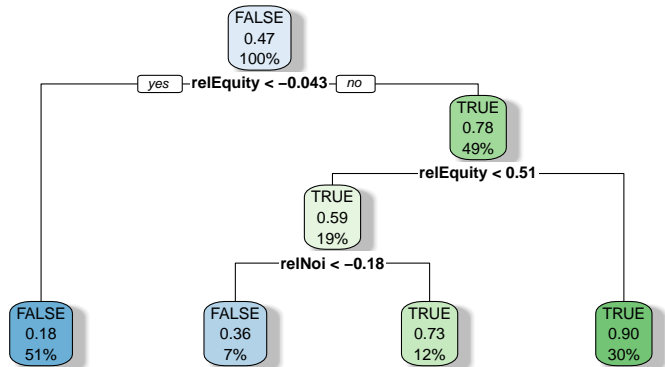 FALSE
0.47
100%
yes relEquity < −0.043 no
TRUE
0.78
49%
relEquity < 0.51
TRUE
0.59
19%
relNoi < −0.18
FALSE
0.18
51%
FALSE
0.36
7%
TRUE
0.73
12%
TRUE
0.90
30%